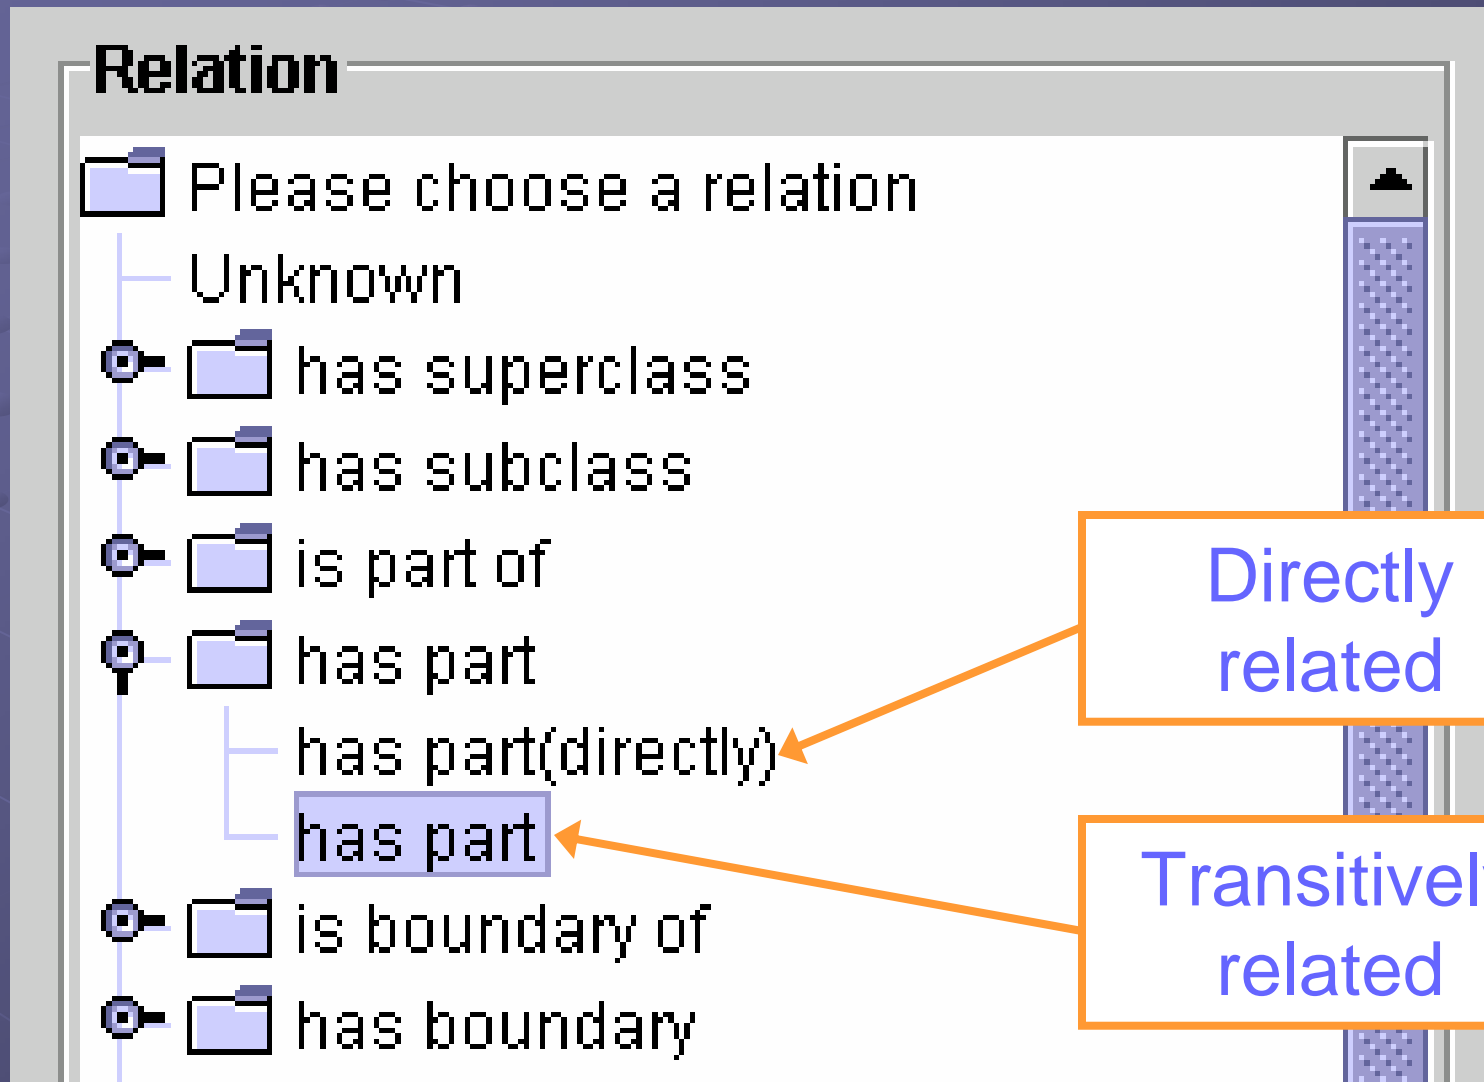 Relation
Please choose a relation
Unknown
has superclass
has subclass
is part of
has part
has part(directly)
has part
is boundary of
has boundary
Directly
related
Transitively
related